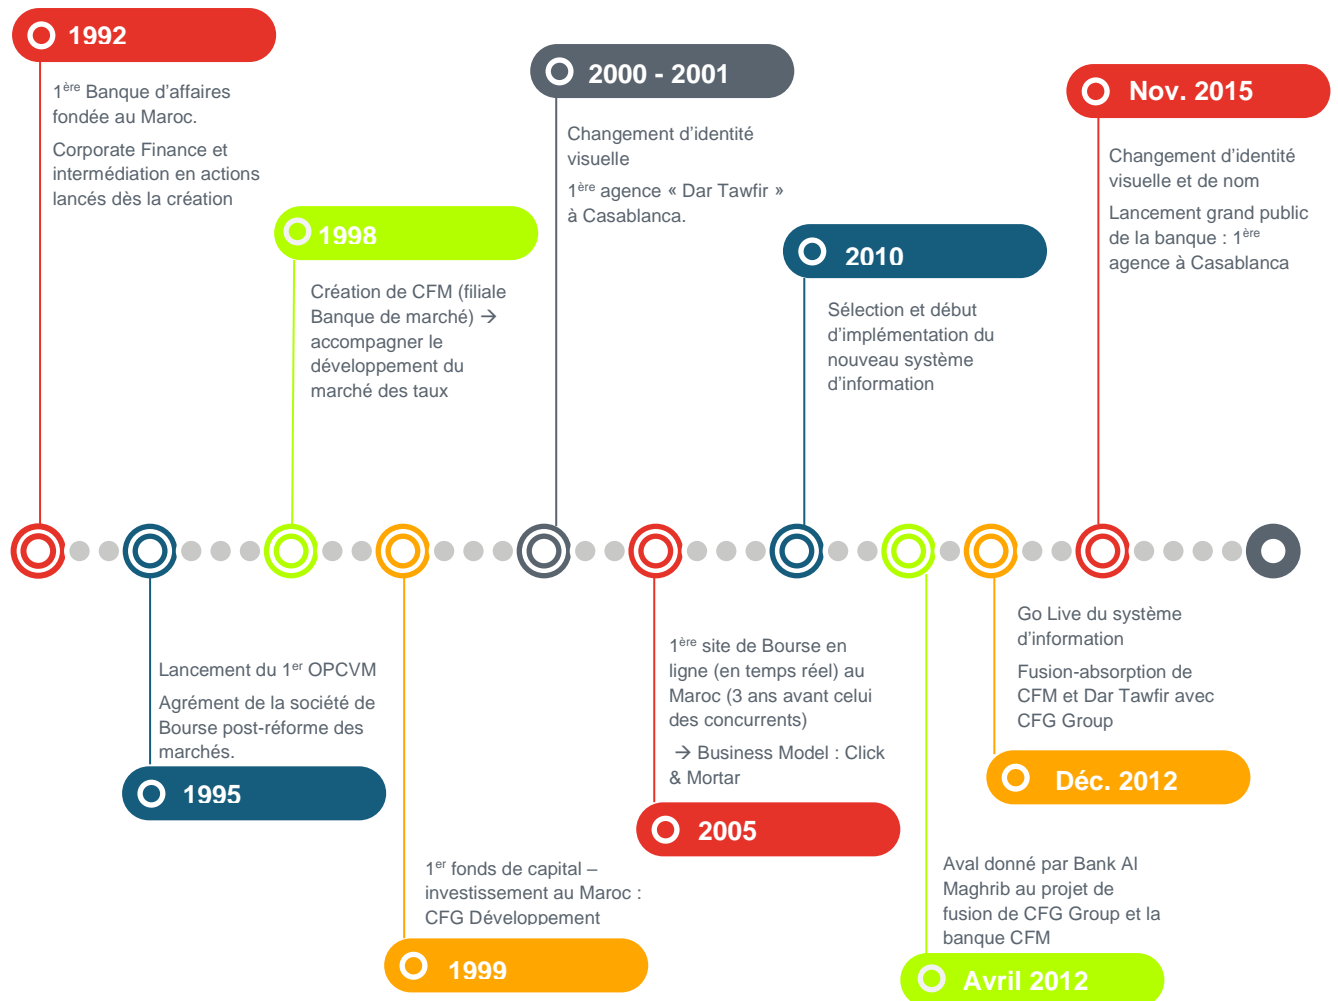 1992
1ère Banque d’affaires
fondée au Maroc.
Corporate Finance et
intermédiation en actions
lancés dès la création
Lancement du 1er OPCVM
Agrément de la société de
Bourse post-réforme des
marchés.
1995
1998
Création de CFM (filiale
Banque de marché) →
accompagner le
développement du
marché des taux
1er fonds de capital –
investissement au Maroc :
CFG Développement
1999
2000 - 2001
Changement d’identité
visuelle
1ère agence « Dar Tawfir »
à Casablanca.
1ère site de Bourse en
ligne (en temps réel) au
Maroc (3 ans avant celui
des concurrents)
→ Business Model : Click
& Mortar
2005
2010
Sélection et début
d’implémentation du
nouveau système
d’information
Aval donné par Bank Al
Maghrib au projet de
fusion de CFG Group et la
banque CFM
Avril 2012
Go Live du système
d’information
Fusion-absorption de
CFM et Dar Tawfir avec
CFG Group
Déc. 2012
Nov. 2015
Changement d’identité
visuelle et de nom
Lancement grand public
de la banque : 1ère
agence à Casablanca